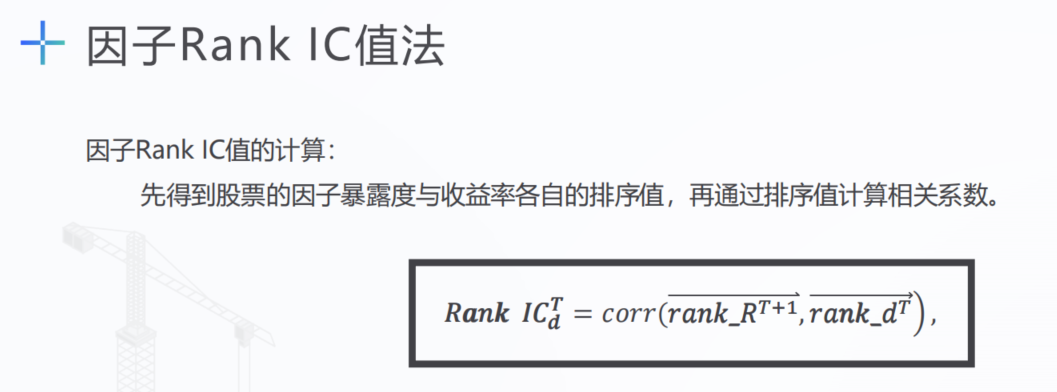 因子Rank IC值法
因子Rank IC值的计算：
先得到股票的因子暴露度与收益率各自的排序值，再通过排序值计算相关系数。
$Rank\ IC_d^T = corr(\overrightarrow{rank\_R^{T+1}}, \overrightarrow{rank\_d^T}),$